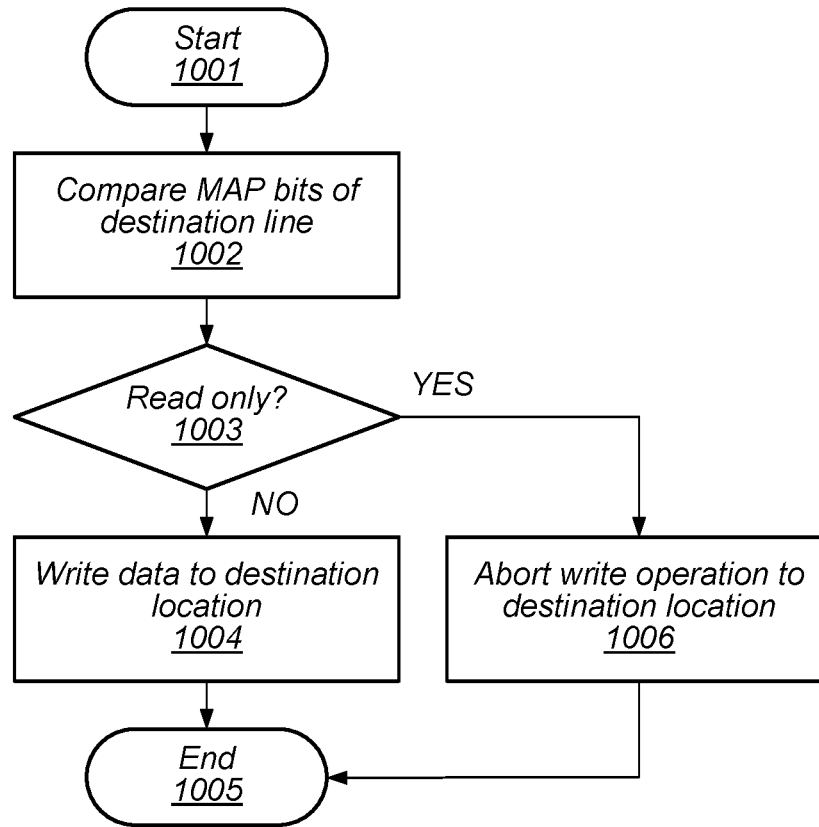 Start
1001
Compare MAP bits of
destination line
1002
Read only?
1003
YES
NO
Write data to destination
location
1004
Abort write operation to
destination location
1006
End
1005